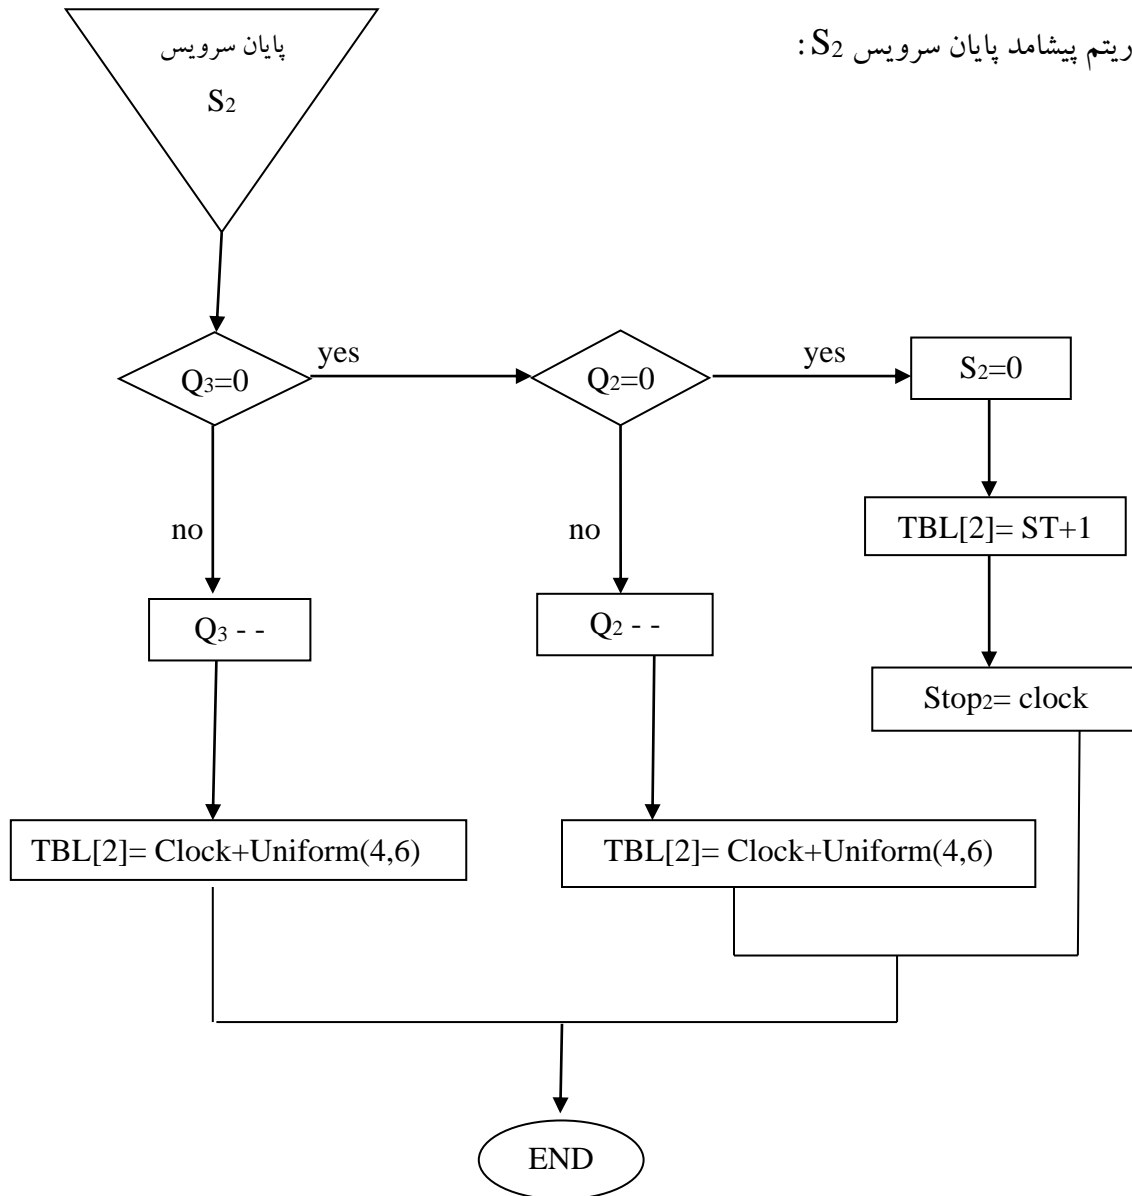 ریتم پیشامد پایان سرویس S2:
پایان سرویس
S2
Q3=0
yes
Q2=0
yes
S2=0
no
no
TBL[2]= ST+1
Q3 - -
Q2 - -
Stop2= clock
TBL[2]= Clock+Uniform(4,6)
TBL[2]= Clock+Uniform(4,6)
END